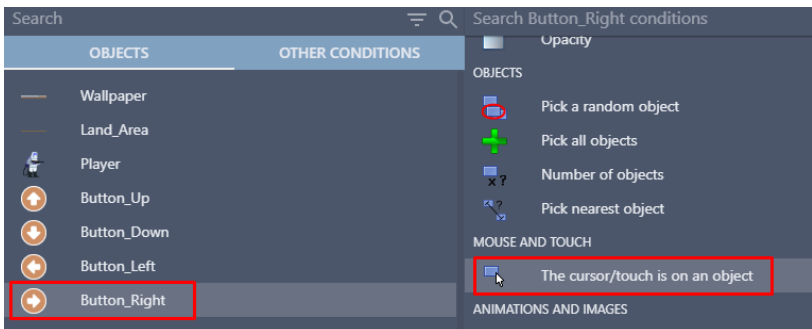 Search
OBJECTS
OTHER CONDITIONS
Wallpaper
Land_Area
Player
Button_Up
Button_Down
Button_Left
Button_Right
Search Button_Right conditions
Opacity
OBJECTS
Pick a random object
Pick all objects
x ?
Number of objects
?
Pick nearest object
MOUSE AND TOUCH
The cursor/touch is on an object
ANIMATIONS AND IMAGES